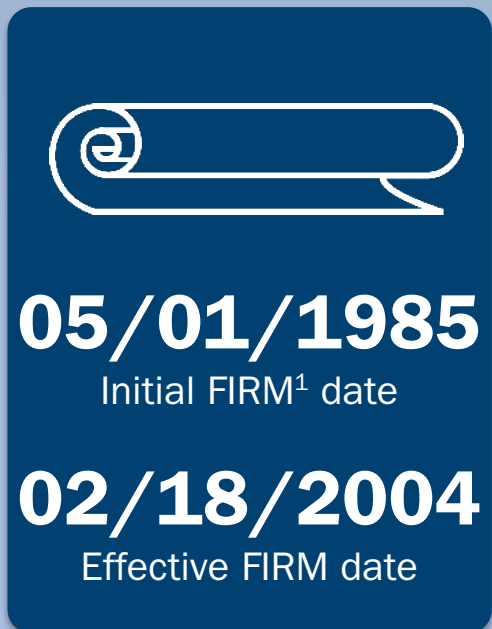 05/01/1985
Initial FIRM¹ date
02/18/2004
Effective FIRM date